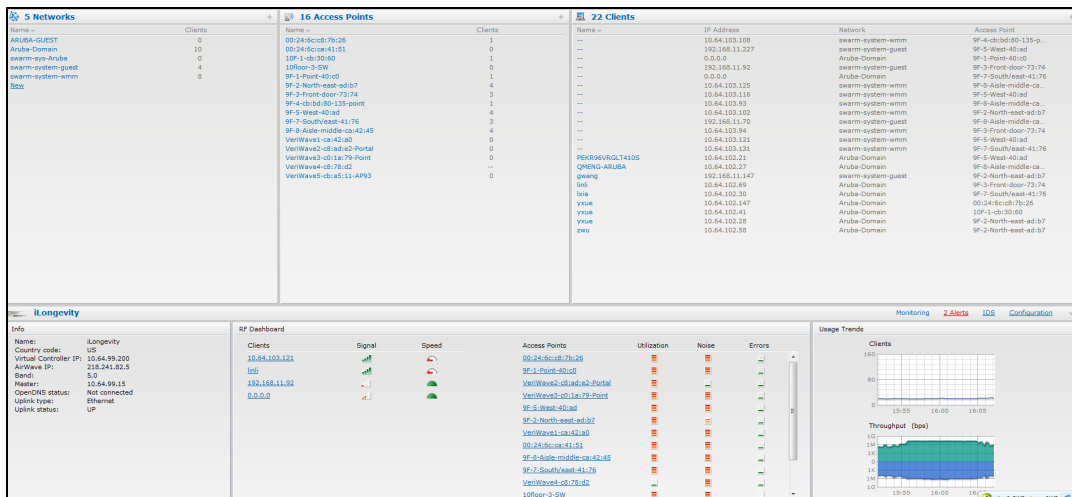 5 Networks +
Name Clients
ARUBA-GUEST 0
Aruba-Domain 10
swarm-sys-Aruba 0
swarm-system-guest 4
swarm-system-wmm 8
New
16 Access Points +
Name Clients
00:24:6c:c8:7b:26 1
00:24:6c:ca:41:51 0
10F-1-cb:30:60 1
10floor-3-SW 0
9F-1-Point-40:c0 1
9F-2-North-east-ad:b7 4
9F-3-Front-door-73:74 3
9F-4-cb:bd:80-135-point 1
9F-5-West-40:ad 4
9F-7-South/east-41:76 3
9F-8-Aisle-middle-ca:42:45 4
VeriWave1-ca:42:a0 0
VeriWave2-c8:ad:e2-Portal 0
VeriWave3-c0:1a:79-Point 0
VeriWave4-c8:78:d2 --
VeriWave5-cb:a5:11-AP93 0
22 Clients +
Name IP Address Network Access Point
-- 10.64.103.108 swarm-system-wmm 9F-4-cb:bd:80-135-p...
-- 192.168.11.227 swarm-system-guest 9F-5-West-40:ad
-- 0.0.0.0 Aruba-Domain 9F-1-Point-40:c0
-- 192.168.11.92 swarm-system-guest 9F-3-Front-door-73:74
-- 0.0.0.0 Aruba-Domain 9F-7-South/east-41:76
-- 10.64.103.125 swarm-system-wmm 9F-8-Aisle-middle-ca...
-- 10.64.103.116 swarm-system-wmm 9F-5-West-40:ad
-- 10.64.103.93 swarm-system-wmm 9F-8-Aisle-middle-ca...
-- 10.64.103.102 swarm-system-wmm 9F-2-North-east-ad:b7
-- 192.168.11.70 swarm-system-guest 9F-8-Aisle-middle-ca...
-- 10.64.103.94 swarm-system-wmm 9F-3-Front-door-73:74
-- 10.64.103.131 swarm-system-wmm 9F-5-West-40:ad
-- 10.64.103.121 swarm-system-wmm 9F-7-South/east-41:76
PEKR96VRGLT410S 10.64.102.21 Aruba-Domain 9F-5-West-40:ad
QMENG-ARUBA 10.64.102.27 Aruba-Domain 9F-8-Aisle-middle-ca...
gwang 192.168.11.147 swarm-system-guest 9F-2-North-east-ad:b7
linli 10.64.102.69 Aruba-Domain 9F-3-Front-door-73:74
lxia 10.64.102.30 Aruba-Domain 9F-7-South/east-41:76
yxue 10.64.102.147 Aruba-Domain 00:24:6c:c8:7b:26
yxue 10.64.102.41 Aruba-Domain 10F-1-cb:30:60
yxue 10.64.102.28 Aruba-Domain 9F-2-North-east-ad:b7
zwu 10.64.102.58 Aruba-Domain 9F-2-North-east-ad:b7
iLongevity Monitoring 2 Alerts IDS Configuration
Info
Name: iLongevity
Country code: US
Virtual Controller IP: 10.64.99.200
AirWave IP: 218.241.82.5
Band: 5.0
Master: 10.64.99.15
OpenDNS status: Not connected
Uplink type: Ethernet
Uplink status: UP
RF Dashboard
Clients Signal Speed
10.64.103.121
linli
192.168.11.92
0.0.0.0
Access Points Utilization Noise Errors
00:24:6c:c8:7b:26
9F-1-Point-40:c0
VeriWave2-c8:ad:e2-Portal
VeriWave3-c0:1a:79-Point
9F-5-West-40:ad
9F-2-North-east-ad:b7
VeriWave1-ca:42:a0
00:24:6c:ca:41:51
9F-8-Aisle-middle-ca:42:45
9F-7-South/east-41:76
VeriWave4-c8:78:d2
10floor-3-SW
Usage Trends
Clients
160
80
0
15:55 16:00 16:05
Throughput (bps)
1G
1M
1K
0
1K
1M
1G
15:55 16:00